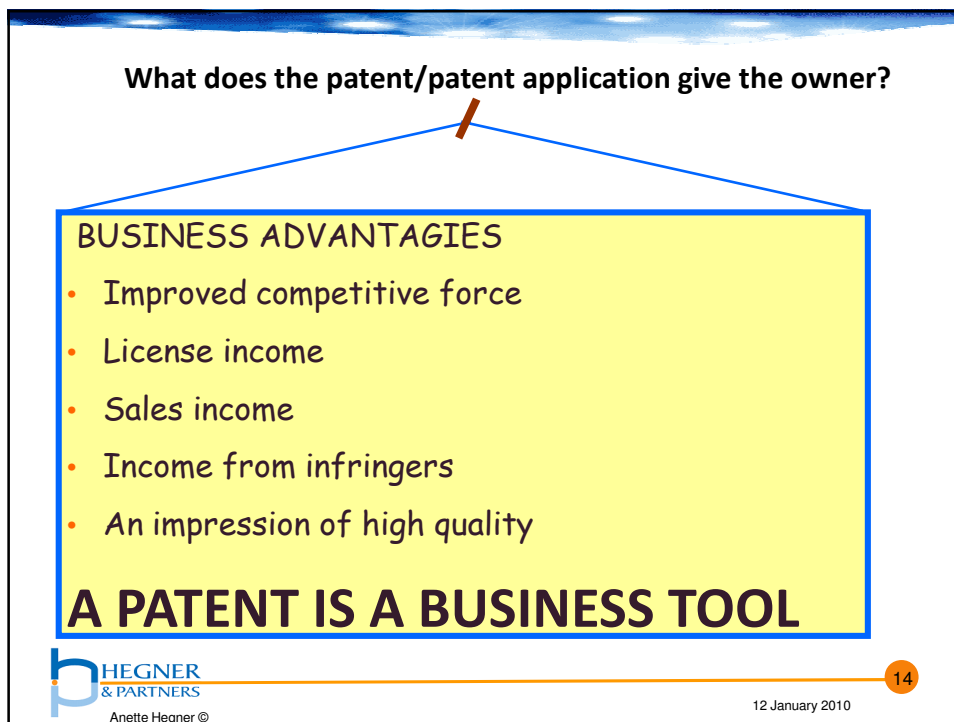 What does the patent/patent application give the owner?
BUSINESS ADVANTAGIES
• Improved competitive force
• License income
• Sales income
• Income from infringers
• An impression of high quality
A PATENT IS A BUSINESS TOOL
HEGNER
& PARTNERS
Anette Hegner ©
12 January 2010
14